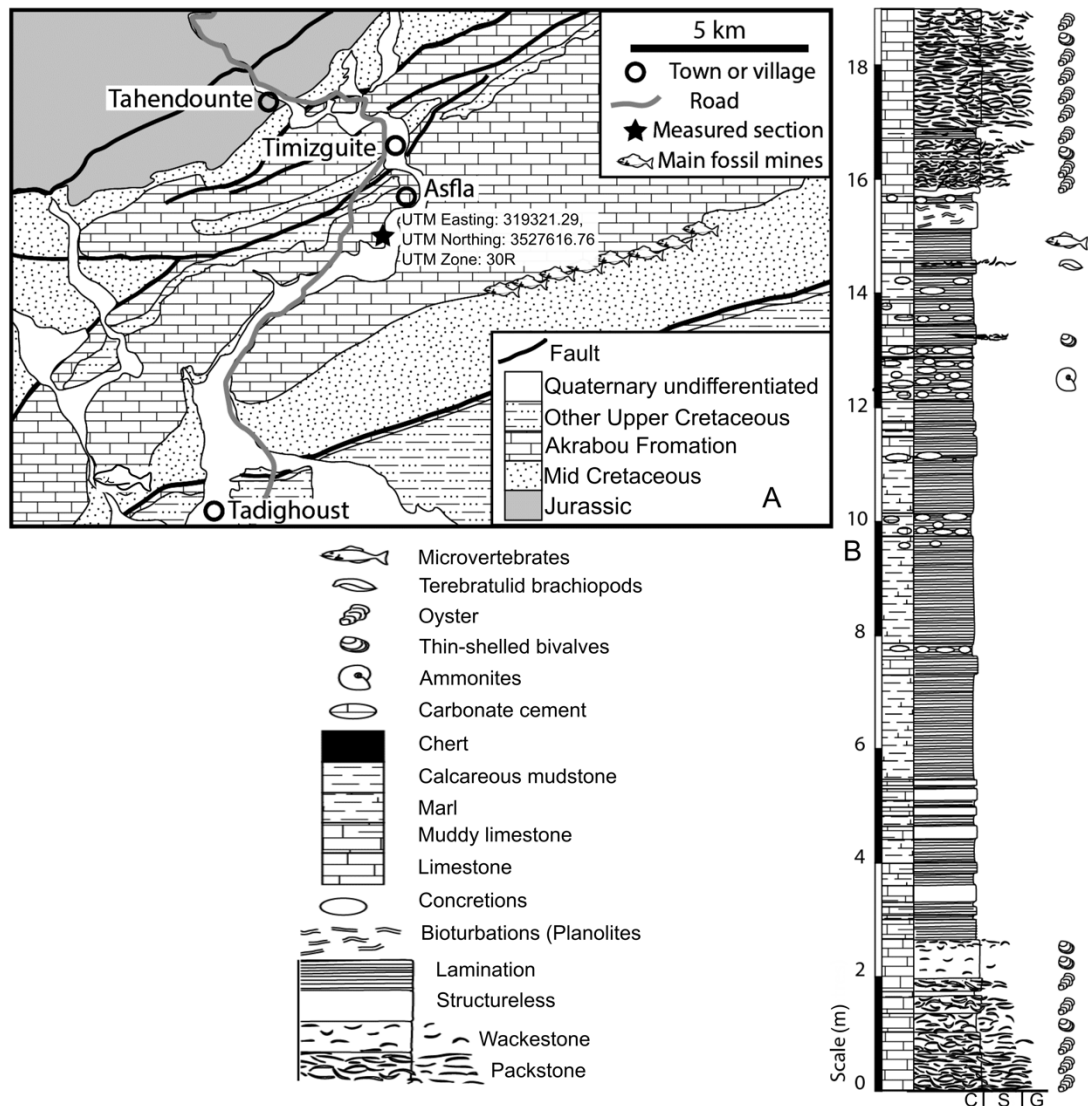 5 km
Town or village
Road
Measured section
Main fossil mines
Tahendounte
Timizguite
Asfla
UTM Easting: 319321.29,
UTM Northing: 3527616.76
UTM Zone: 30R
Fault
Quaternary undifferentiated
Other Upper Cretaceous
Akrabou Fromation
Mid Cretaceous
Jurassic
A
Tadighoust
Microvertebrates
Terebratulid brachiopods
Oyster
Thin-shelled bivalves
Ammonites
Carbonate cement
Chert
Calcareous mudstone
Marl
Muddy limestone
Limestone
Concretions
Bioturbations (Planolites
Lamination
Structureless
Wackestone
Packstone
B
18
16
14
12
10
8
6
4
2
0
Scale (m)
C S G